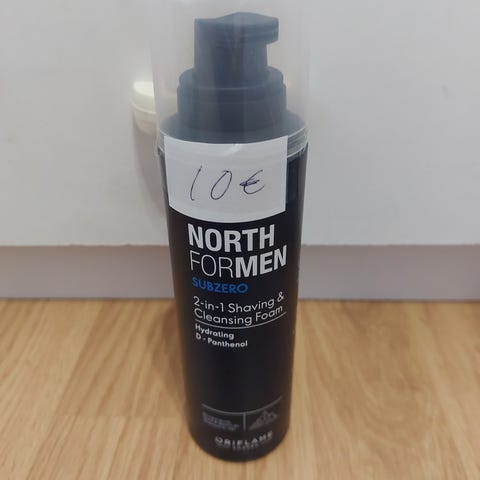 10€
NORTH
FORMEN
SUBZERO
2-in-1 Shaving &
Cleansing Foam
Hydrating
D - Panthenol
ORIFLAME